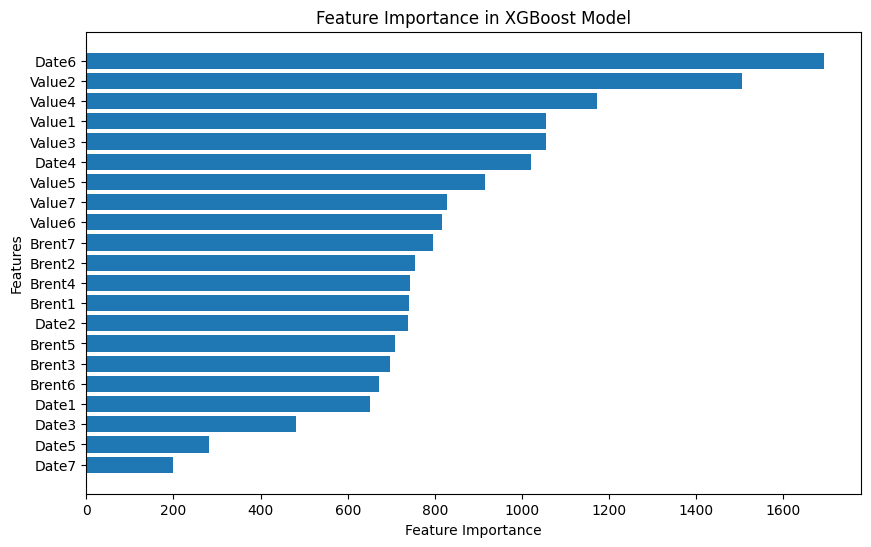 Feature Importance in XGBoost Model
Features
Date6
Value2
Value4
Value1
Value3
Date4
Value5
Value7
Value6
Brent7
Brent2
Brent4
Brent1
Date2
Brent5
Brent3
Brent6
Date1
Date3
Date5
Date7
0 200 400 600 800 1000 1200 1400 1600
Feature Importance